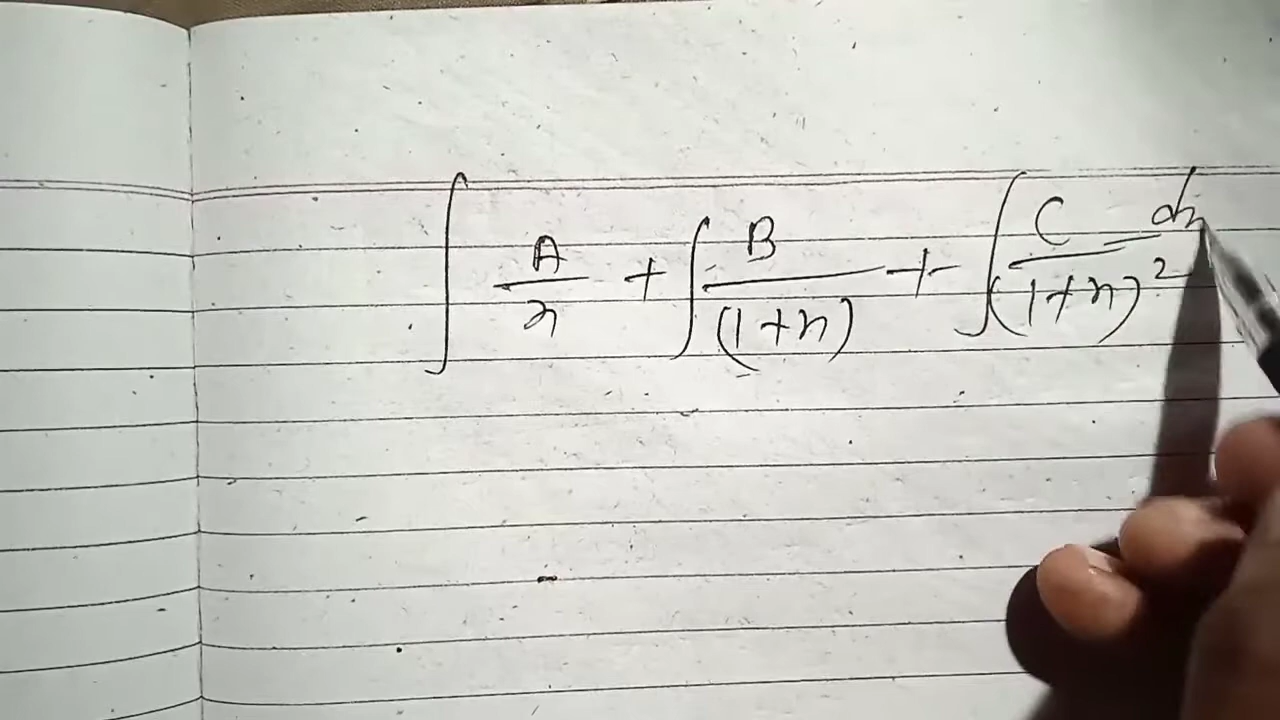 ∫ A/x + ∫ B/(1+x) + ∫ C/(1+x)² dx